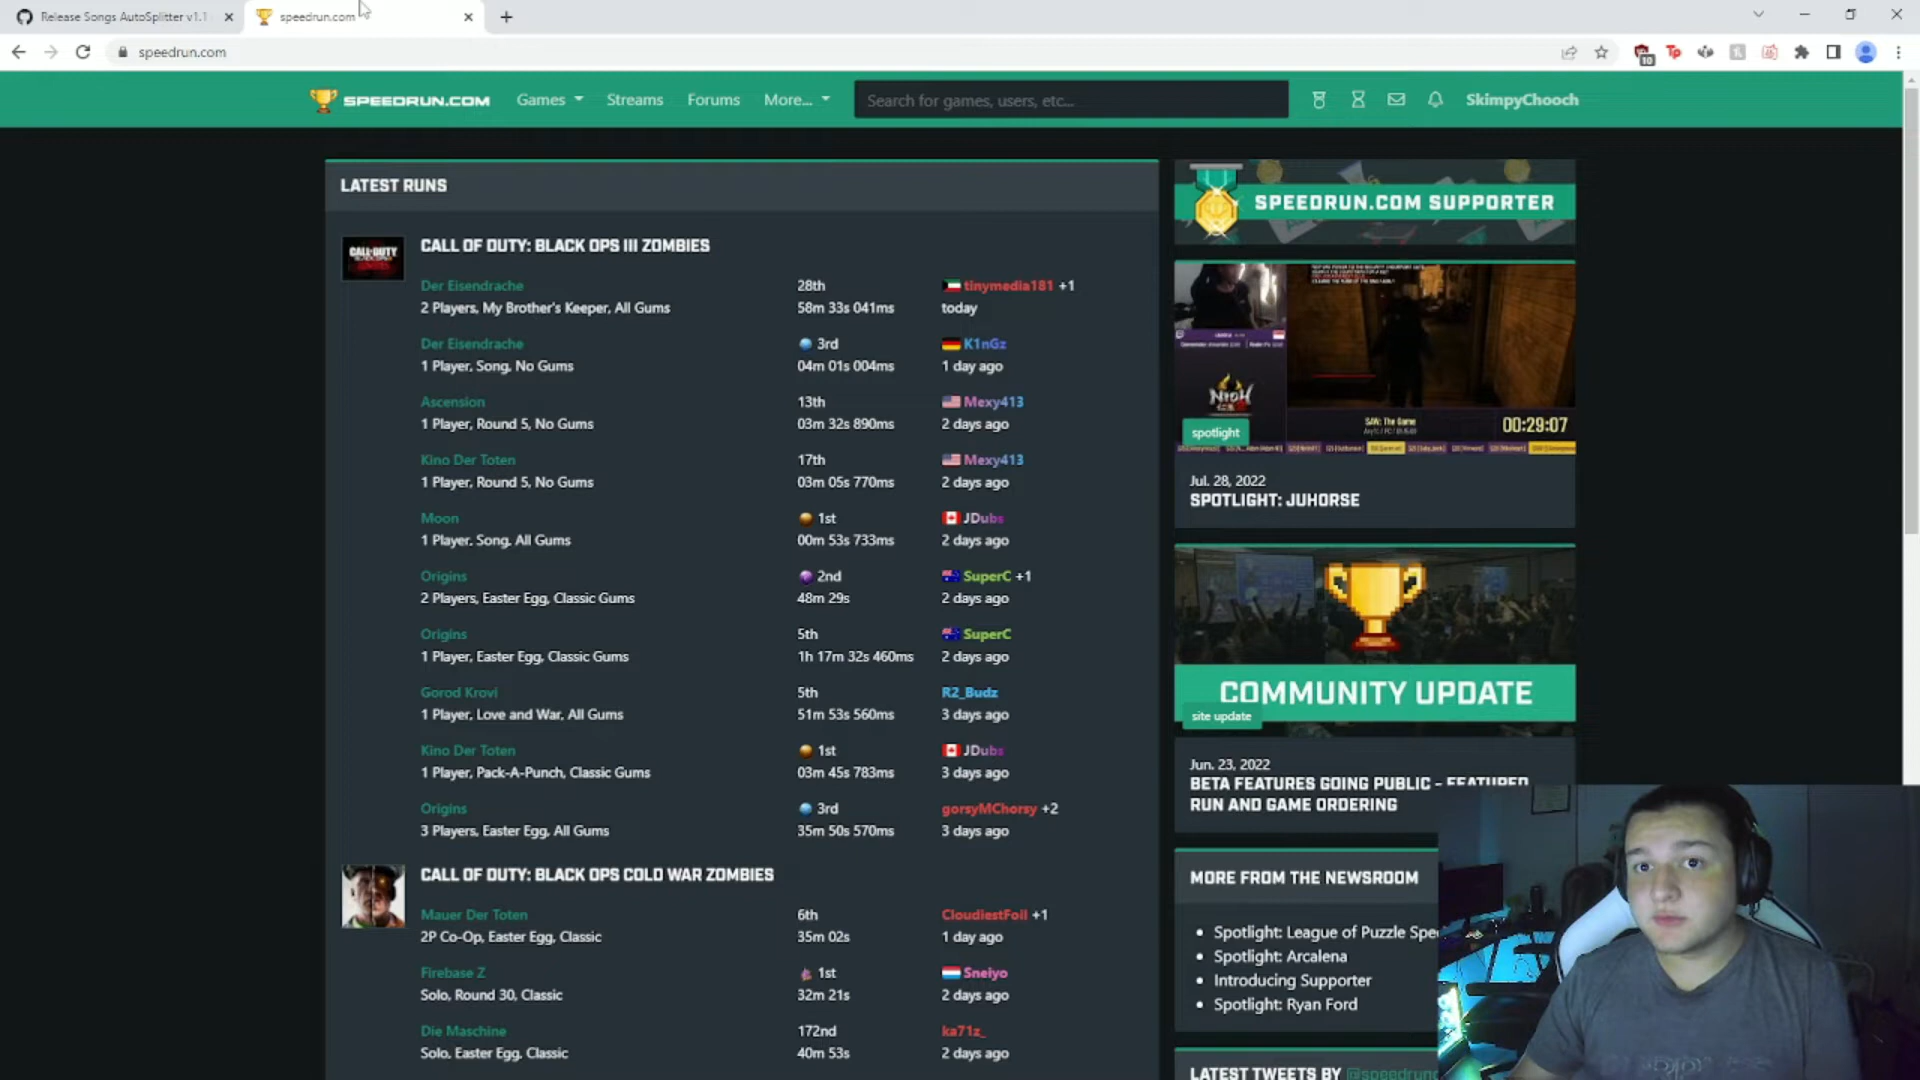 Release Songs AutoSplitter v1.1
speedrun.com
speedrun.com
10
SPEEDRUN.COM
Games
Streams
Forums
More...
Search for games, users, etc...
SkimpyChooch
LATEST RUNS
CALL OF DUTY: BLACK OPS III ZOMBIES
Der Eisendrache 28th tinymedia181 +1
2 Players, My Brother's Keeper, All Gums 58m 33s 041ms today
Der Eisendrache 3rd K1nGz
1 Player, Song, No Gums 04m 01s 004ms 1 day ago
Ascension 13th Mexy413
1 Player, Round 5, No Gums 03m 32s 890ms 2 days ago
Kino Der Toten 17th Mexy413
1 Player, Round 5, No Gums 03m 05s 770ms 2 days ago
Moon 1st JDubs
1 Player, Song, All Gums 00m 53s 733ms 2 days ago
Origins 2nd SuperC +1
2 Players, Easter Egg, Classic Gums 48m 29s 2 days ago
Origins 5th SuperC
1 Player, Easter Egg, Classic Gums 1h 17m 32s 460ms 2 days ago
Gorod Krovi 5th R2_Budz
1 Player, Love and War, All Gums 51m 53s 560ms 3 days ago
Kino Der Toten 1st JDubs
1 Player, Pack-A-Punch, Classic Gums 03m 45s 783ms 3 days ago
Origins 3rd gorsyMChorsy +2
3 Players, Easter Egg, All Gums 35m 50s 570ms 3 days ago
CALL OF DUTY: BLACK OPS COLD WAR ZOMBIES
Mauer Der Toten 6th CloudiestFoil +1
2P Co-Op, Easter Egg, Classic 35m 02s 1 day ago
Firebase Z 1st Sneiyo
Solo, Round 30, Classic 32m 21s 2 days ago
Die Maschine 172nd ka71z_
Solo, Easter Egg, Classic 40m 53s 2 days ago
SPEEDRUN.COM SUPPORTER
NIOH
SAW: The Game
00:29:07
spotlight
Jul. 28, 2022
SPOTLIGHT: JUHORSE
COMMUNITY UPDATE
site update
Jun. 23, 2022
BETA FEATURES GOING PUBLIC - FEATURED
RUN AND GAME ORDERING
MORE FROM THE NEWSROOM
Spotlight: League of Puzzle Spe
Spotlight: Arcalena
Introducing Supporter
Spotlight: Ryan Ford
LATEST TWEETS BY @speedrunc